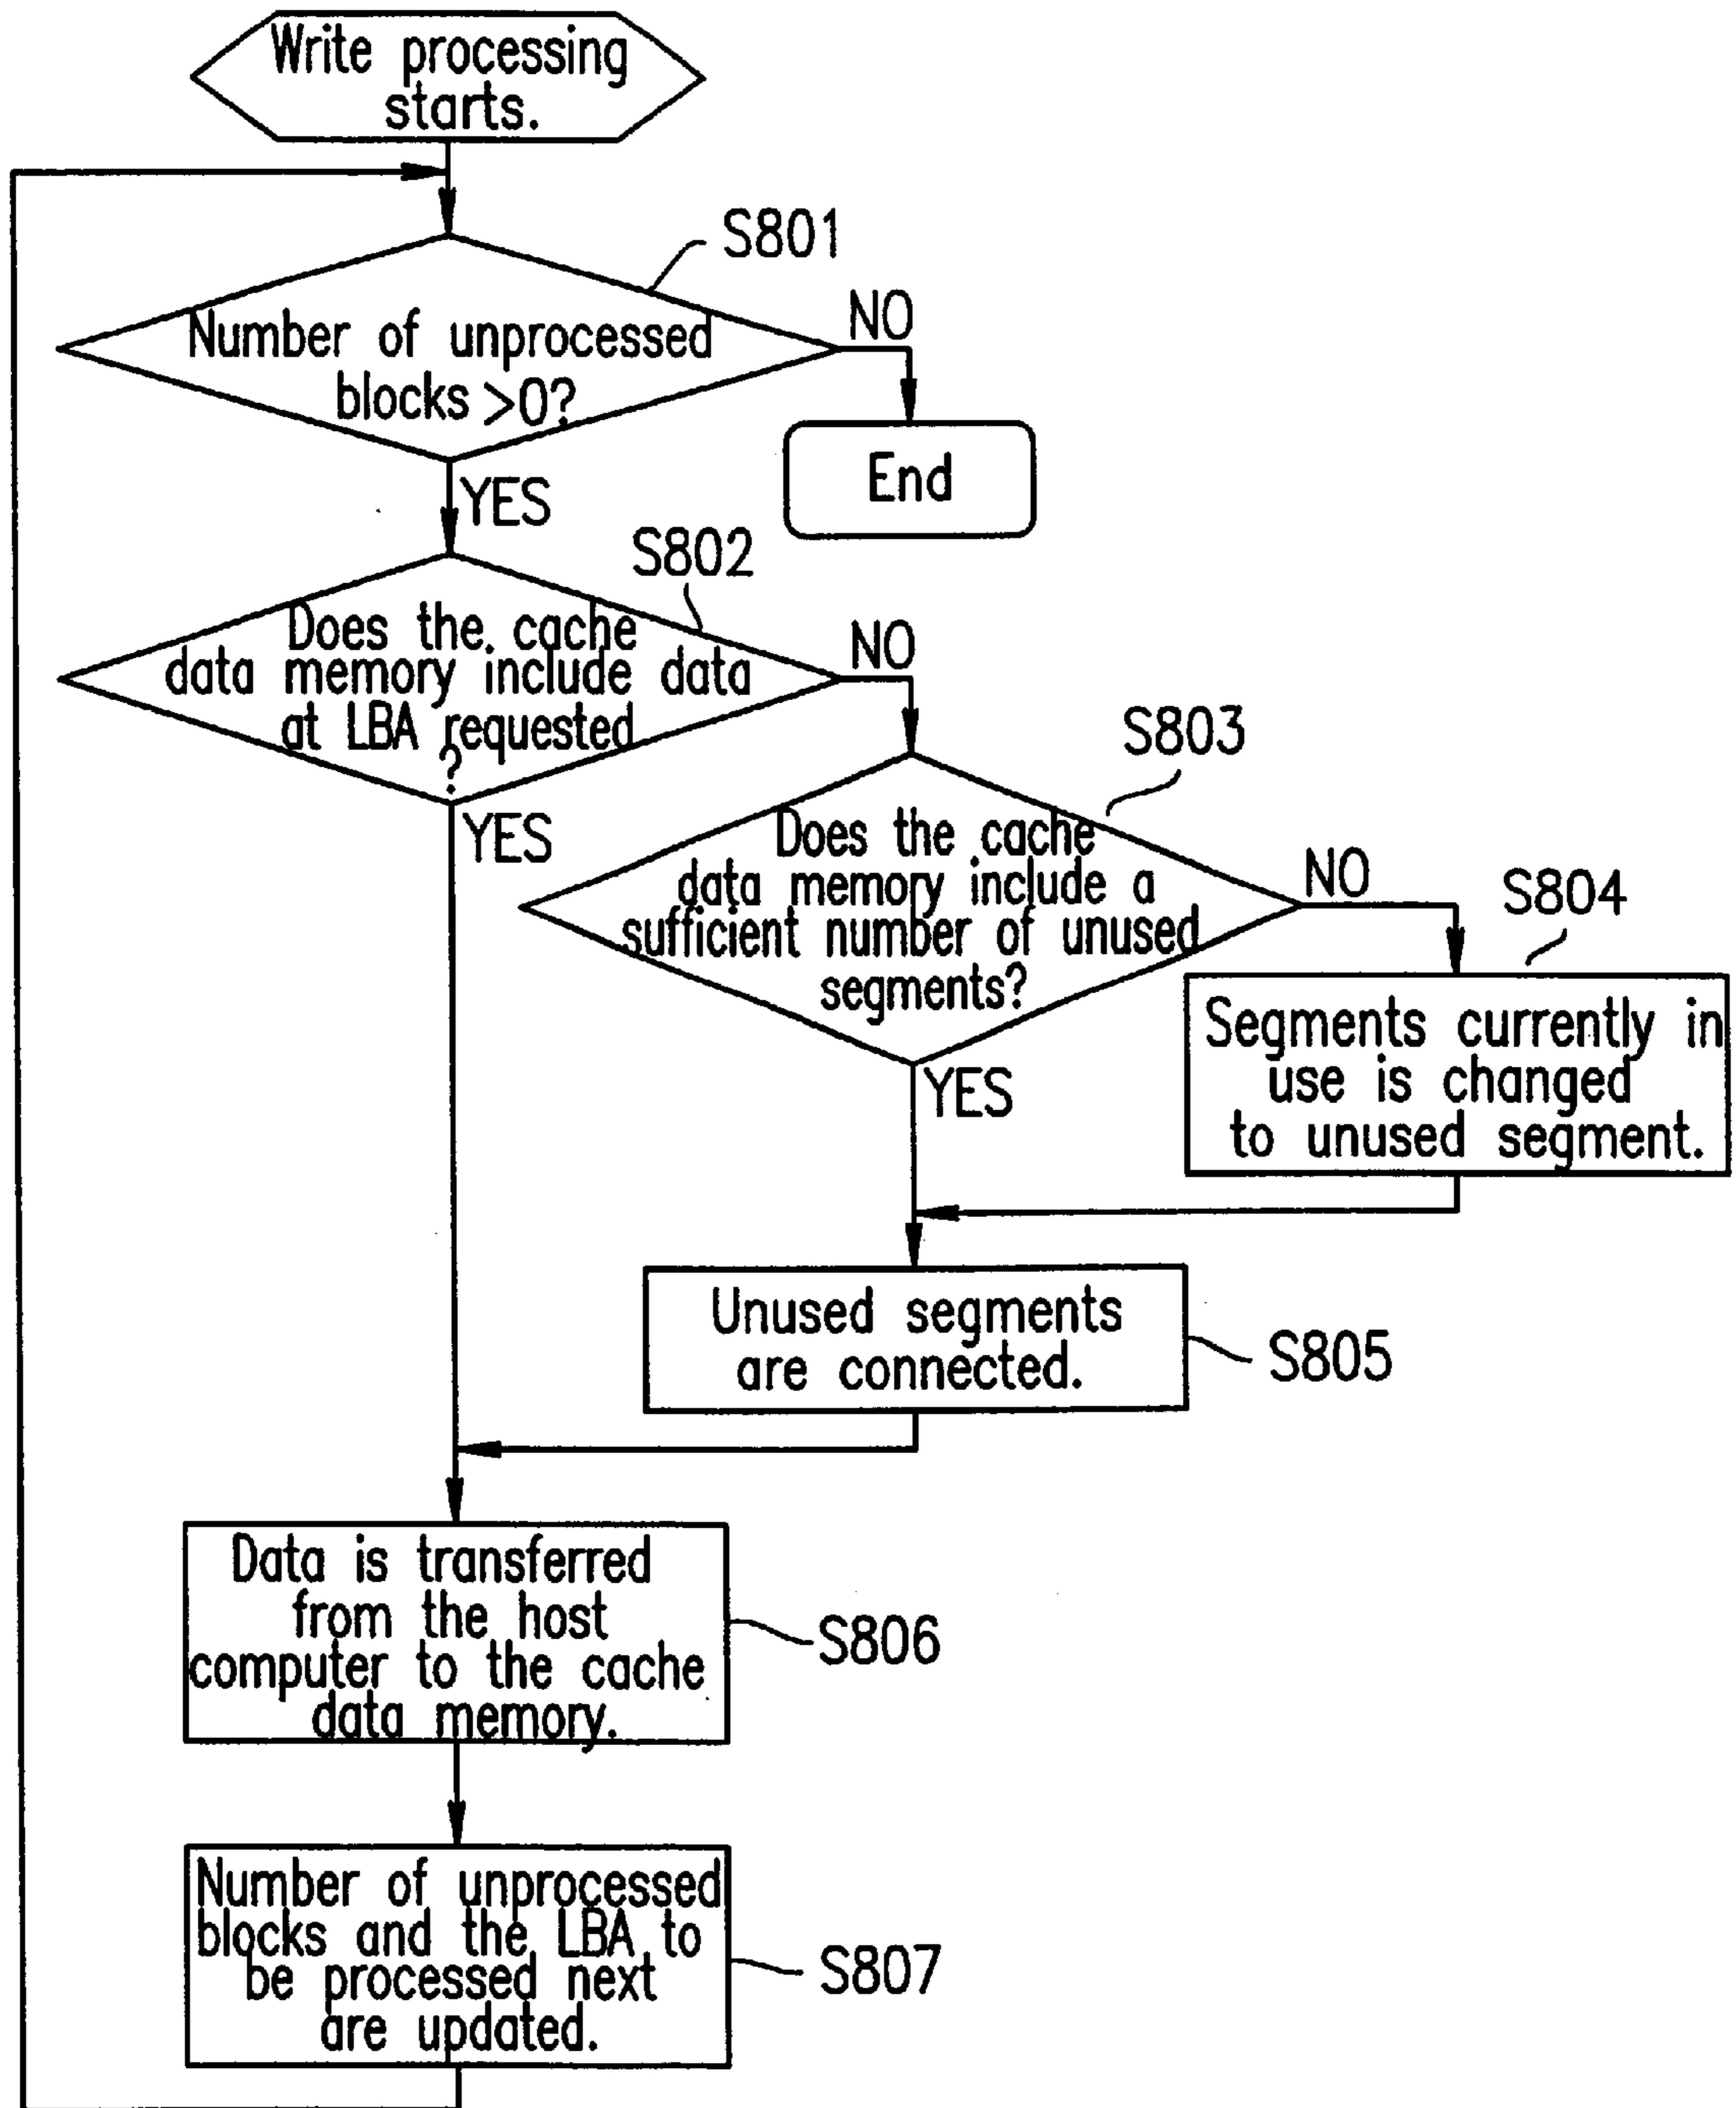 Write processing
starts.
S801
Number of unprocessed
blocks >0?
NO
End
YES
S802
Does the cache
data memory include data
at LBA requested
?
NO
YES
S803
Does the cache
data memory include a
sufficient number of unused
segments?
NO
YES
S804
Segments currently in
use is changed
to unused segment.
Unused segments
are connected.
S805
Data is transferred
from the host
computer to the cache
data memory.
S806
Number of unprocessed
blocks and the LBA to
be processed next
are updated.
S807